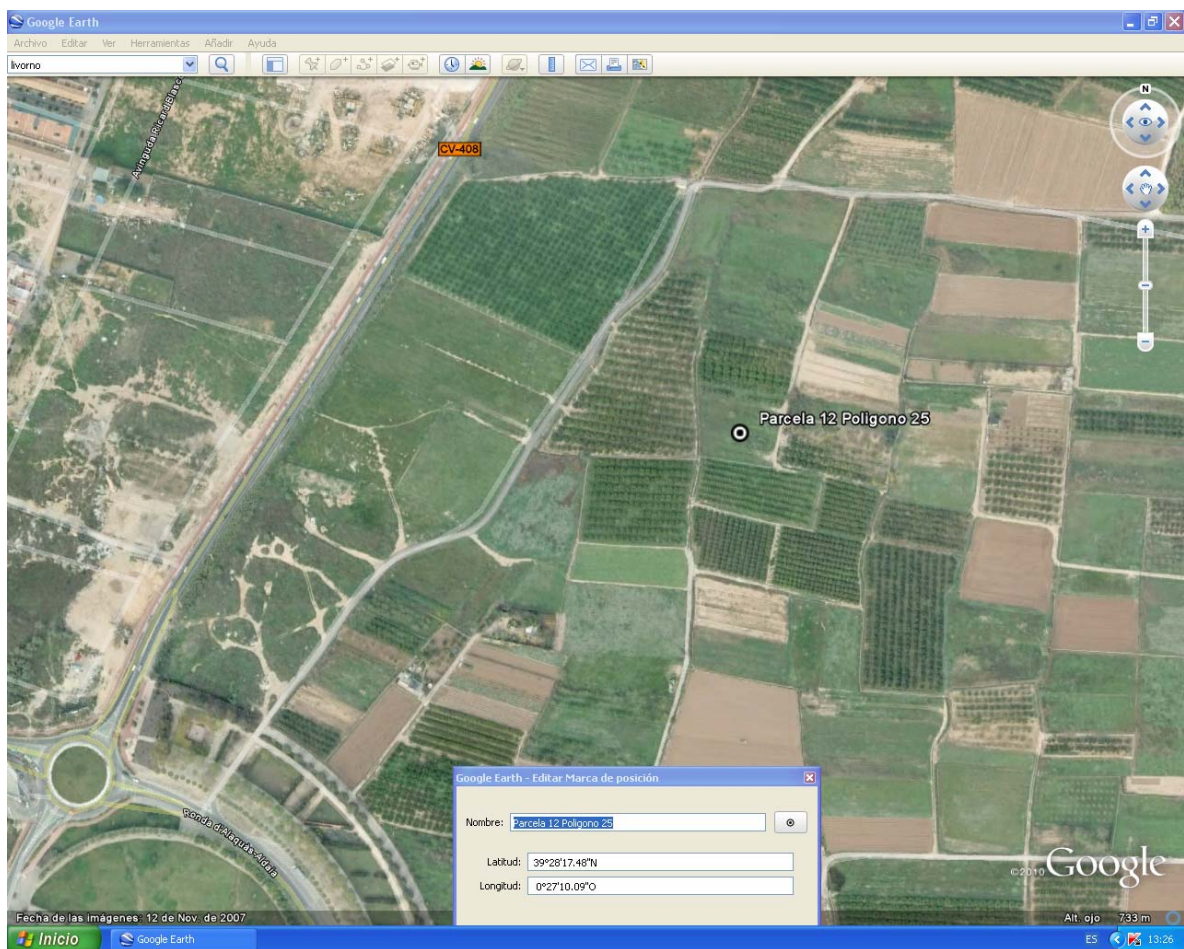 Google Earth
Archivo Editar Ver Herramientas Añadir Ayuda
livorno
N
Avinguda Ricard Blasco
CV-408
Parcela 12 Poligono 25
Ronda d'Alaquàs-Aldaia
Google Earth - Editar Marca de posición
Nombre: Parcela 12 Poligono 25
Latitud: 39°28'17.48"N
Longitud: 0°27'10.09"O
©2010 Google
Fecha de las imágenes: 12 de Nov. de 2007
Alt. ojo 733 m
Inicio
Google Earth
ES
13:26